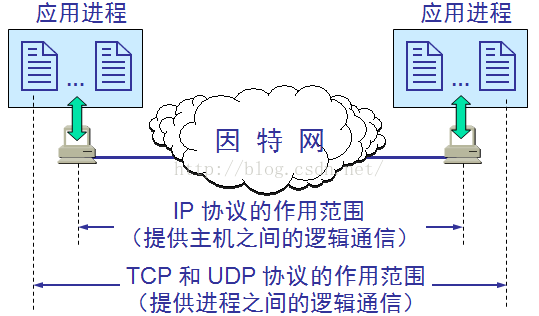 应用进程
应用进程
...
...
因特网
http://blog.csdn.net/
IP 协议的作用范围
（提供主机之间的逻辑通信）
TCP 和 UDP 协议的作用范围
（提供进程之间的逻辑通信）